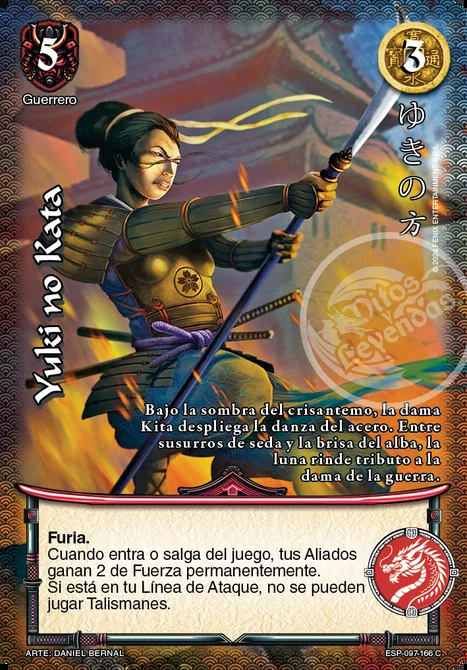 5
Guerrero
3
ゆきの方
Yuki no Kata
Mitos
y
Leyendas
Bajo la sombra del crisantemo, la dama
Kita despliega la danza del acero. Entre
susurros de seda y la brisa del alba, la
luna rinde tributo a la
dama de la guerra.
Furia.
Cuando entra o salga del juego, tus Aliados
ganan 2 de Fuerza permanentemente.
Si está en tu Línea de Ataque, no se pueden
jugar Talismanes.
ARTE: DANIEL BERNAL
ESP-097-166 C